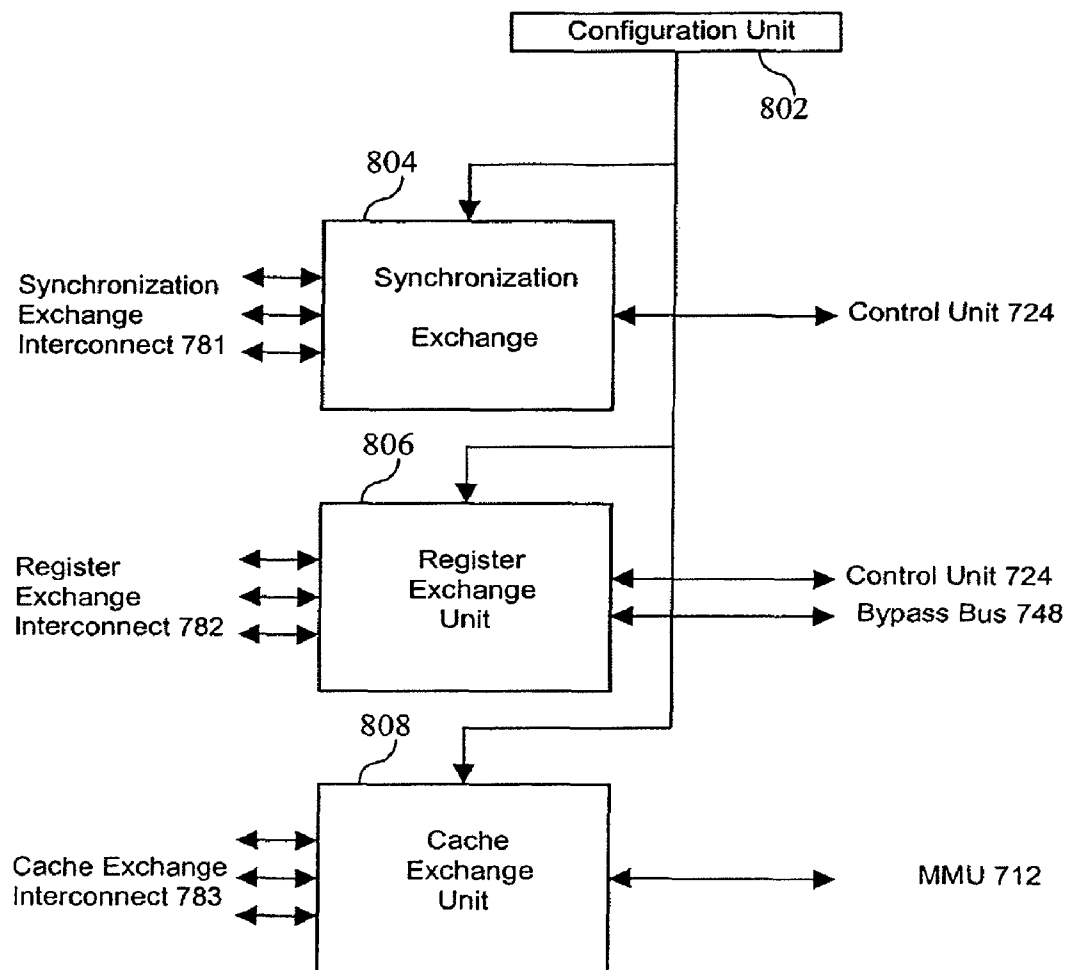 Configuration Unit
802
804
Synchronization
Exchange
Interconnect 781
Synchronization
Exchange
Control Unit 724
806
Register
Exchange
Interconnect 782
Register
Exchange
Unit
Control Unit 724
Bypass Bus 748
808
Cache Exchange
Interconnect 783
Cache
Exchange
Unit
MMU 712